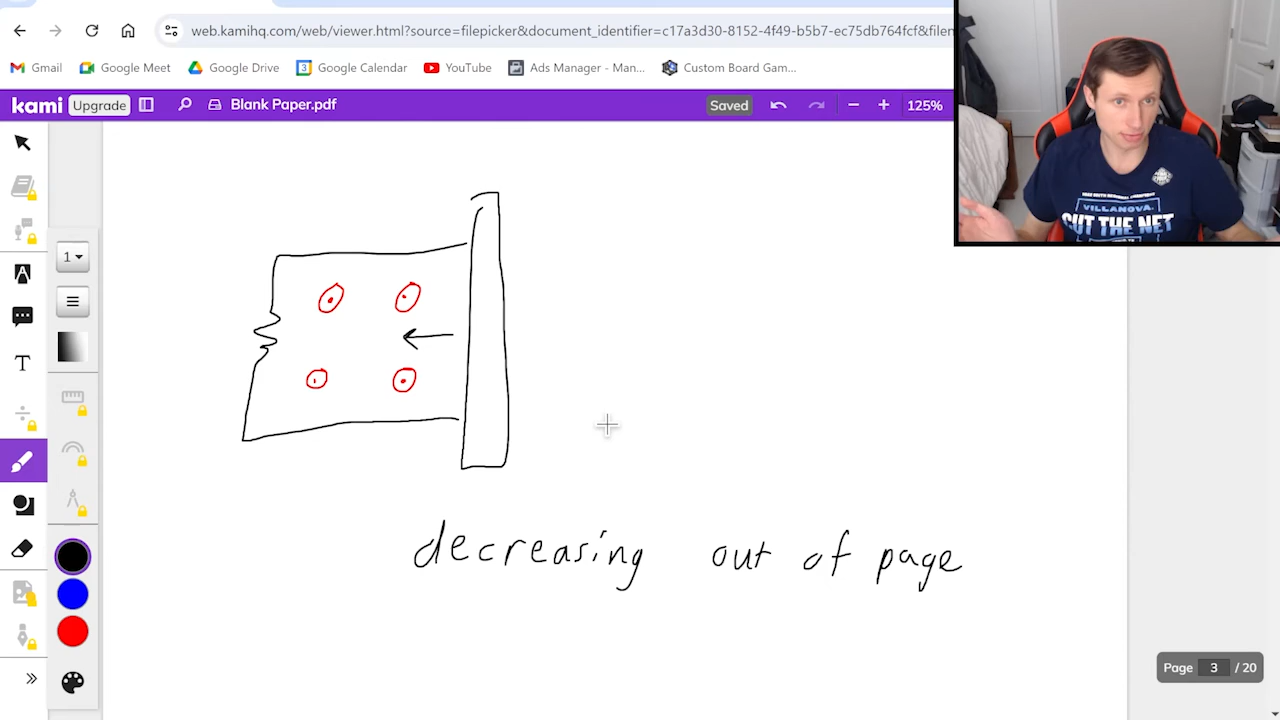 web.kamihq.com/web/viewer.html?source=filepicker&document_identifier=c17a3d30-8152-4f49-b5b7-ec75db764fcf&filen
Gmail Google Meet Google Drive Google Calendar YouTube Ads Manager - Man... Custom Board Gam...
kami Upgrade Blank Paper.pdf Saved 125%
1
T
decreasing out of page
Page 3 / 20
VILLANOVA.
CUT THE NET